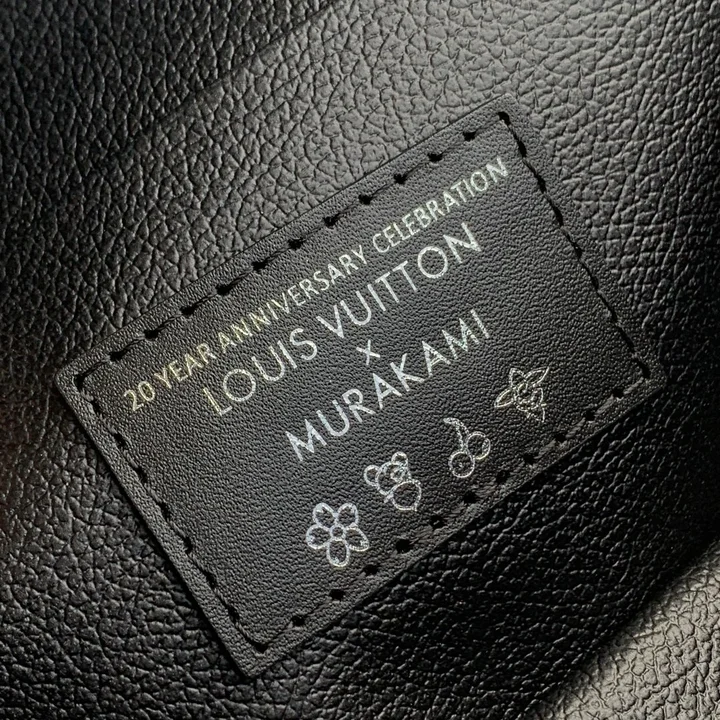 20 YEAR ANNIVERSARY CELEBRATION
LOUIS VUITTON
x
MURAKAMI